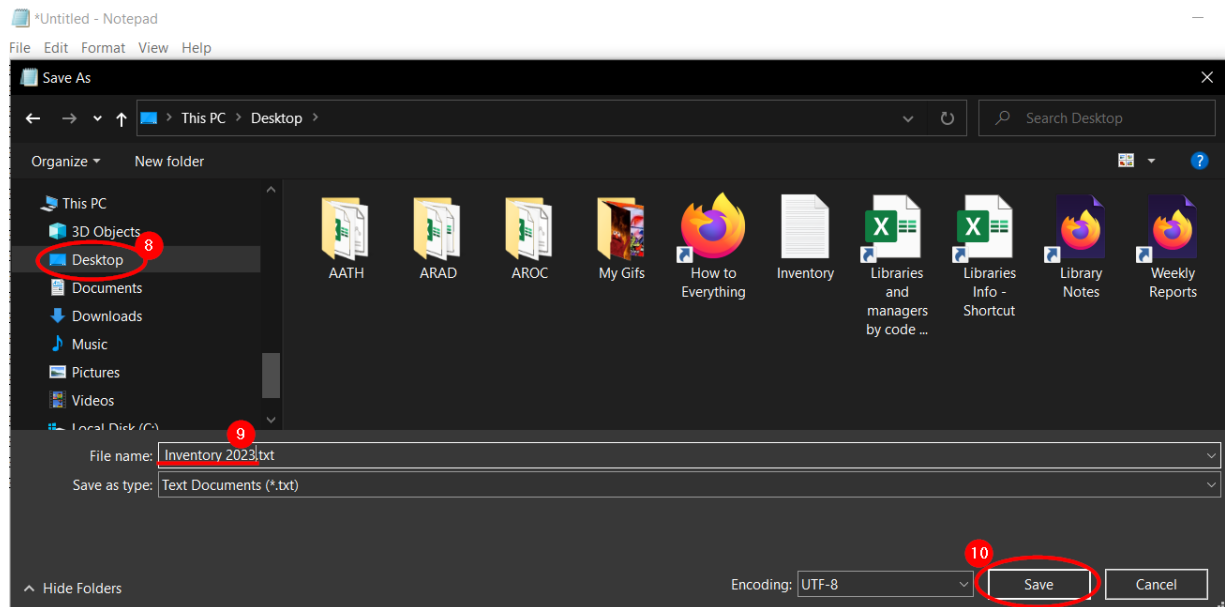 *Untitled - Notepad
File Edit Format View Help
Save As
This PC > Desktop >
Search Desktop
Organize
New folder
This PC
3D Objects
8
Desktop
Documents
Downloads
Music
Pictures
Videos
Local Disk (C:)
AATH
ARAD
AROC
My Gifs
How to
Everything
Inventory
Libraries
and
managers
by code ...
Libraries
Info -
Shortcut
Library
Notes
Weekly
Reports
9
File name: Inventory 2023.txt
Save as type: Text Documents (*.txt)
10
Hide Folders
Encoding: UTF-8
Save
Cancel